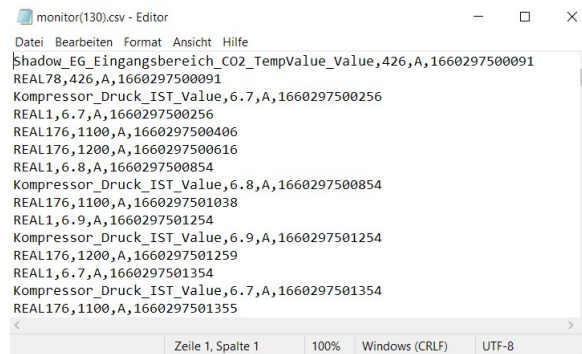 monitor(130).csv - Editor
Datei Bearbeiten Format Ansicht Hilfe
Shadow_EG_Eingangsbereich_CO2_TempValue_Value,426,A,1660297500091
REAL78,426,A,1660297500091
Kompressor_Druck_IST_Value,6.7,A,1660297500256
REAL1,6.7,A,1660297500256
REAL176,1100,A,1660297500406
REAL176,1200,A,1660297500616
REAL1,6.8,A,1660297500854
Kompressor_Druck_IST_Value,6.8,A,1660297500854
REAL176,1100,A,1660297501038
REAL1,6.9,A,1660297501254
Kompressor_Druck_IST_Value,6.9,A,1660297501254
REAL176,1200,A,1660297501259
REAL1,6.7,A,1660297501354
Kompressor_Druck_IST_Value,6.7,A,1660297501354
REAL176,1100,A,1660297501355
Zeile 1, Spalte 1 100% Windows (CRLF) UTF-8